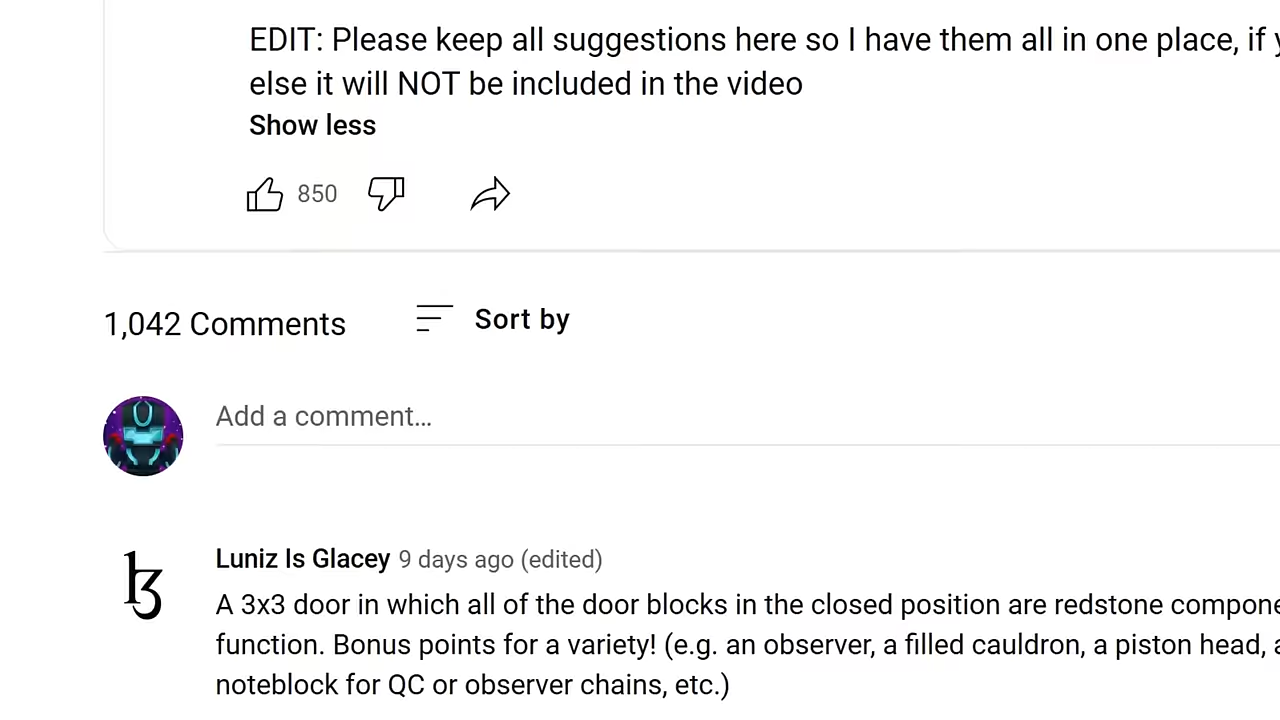 EDIT: Please keep all suggestions here so I have them all in one place, if
else it will NOT be included in the video
Show less
850
1,042 Comments
Sort by
Add a comment...
Luniz Is Glacey 9 days ago (edited)
A 3x3 door in which all of the door blocks in the closed position are redstone
function. Bonus points for a variety! (e.g. an observer, a filled cauldron, a piston head,
noteblock for QC or observer chains, etc.)